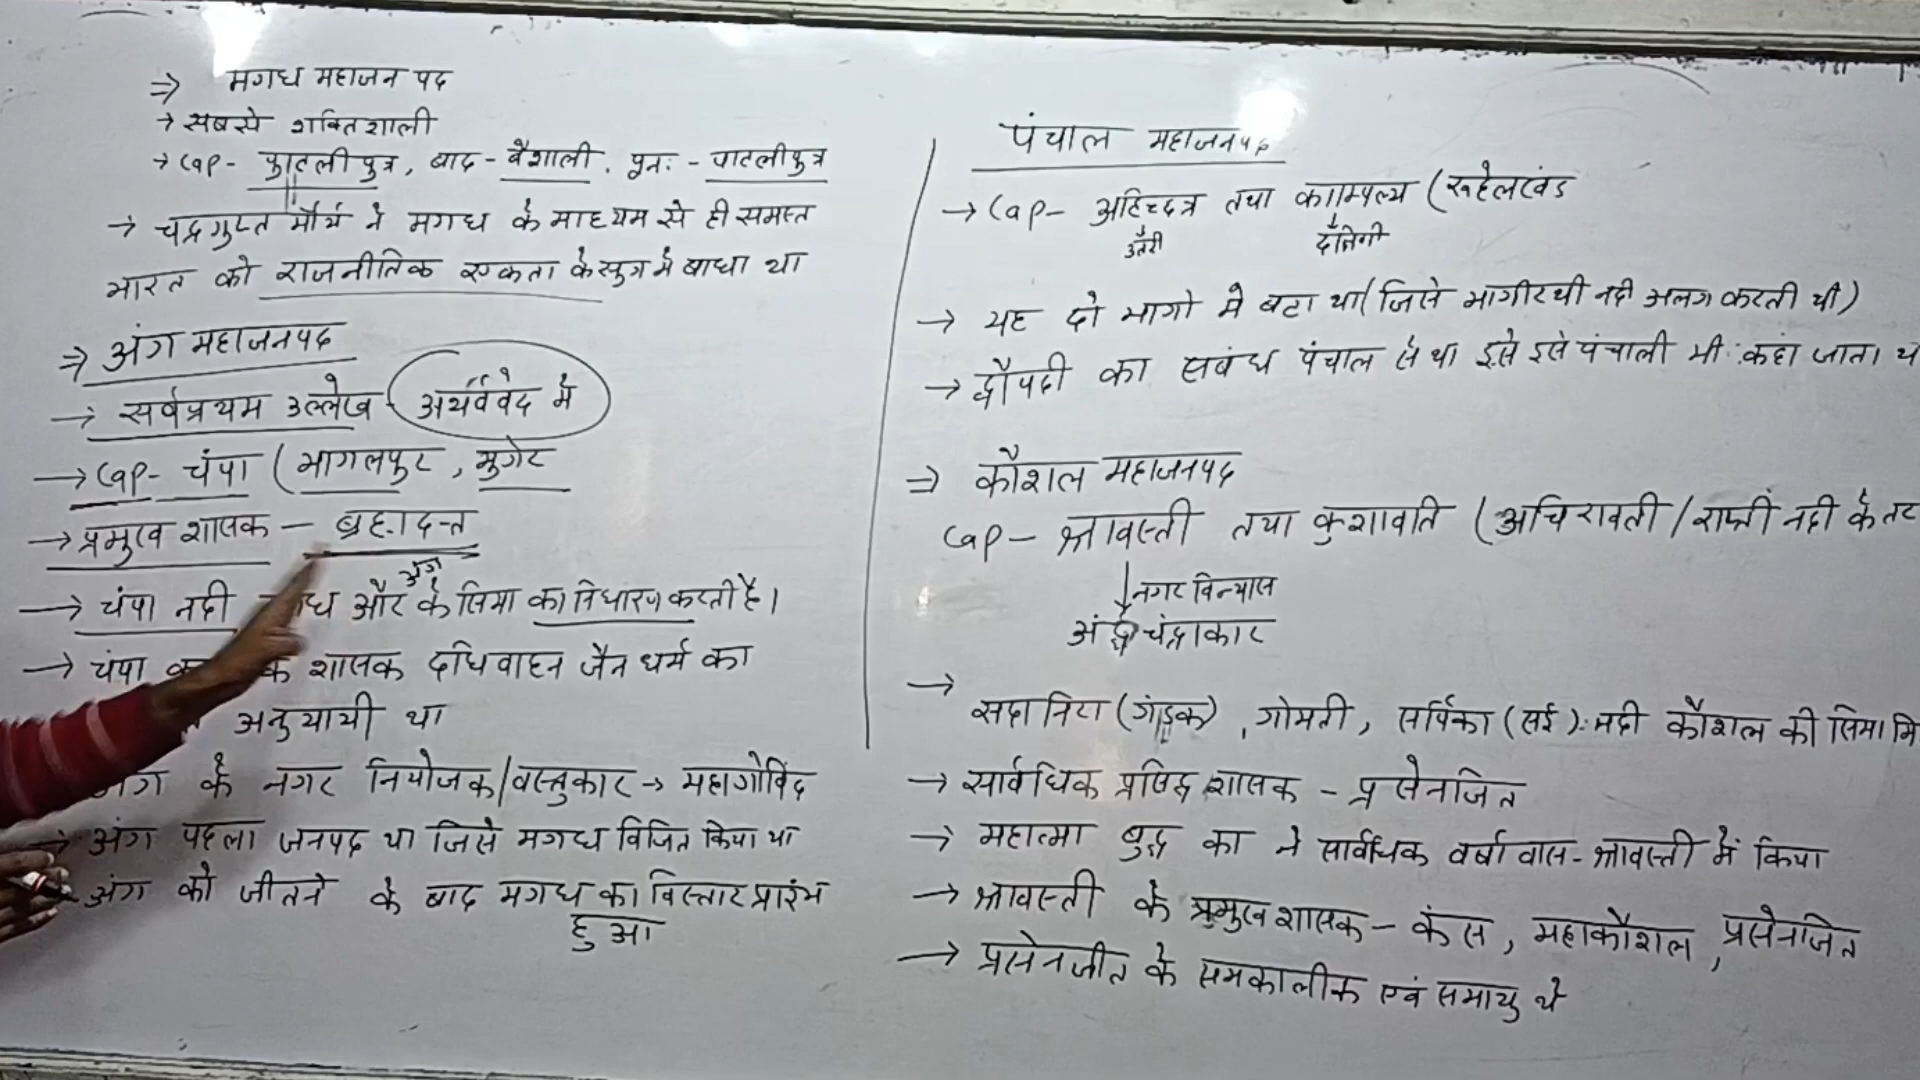 ⇒ मगध महाजन पद
→ सबसे शक्तिशाली
→ Cap - पाटलीपुत्र, बाद - वैशाली. पुनः - पाटलीपुत्र
→ चद्रगुप्त मौर्य ने मगध के माध्यम से ही समस्त
भारत को राजनीतिक एकता के सुत्र मे बाधा था
⇒ अंग महाजनपद
→ सर्वप्रथम उल्लेख - अथर्ववेद मे
→ Cap - चंपा (भागलपुर, मुगेर
→ प्रमुख शासक - ब्रह्मदन्त
→ चंपा नदी और अंग के सिमा का निधारण करती है।
→ चंपा शासक दधिवाहन जैन धर्म का
अनुयायी था
अंग के नगर नियोजक/वस्तुकार → महागोविंद
→ अंग पहला जनपद था जिसे मगध विजित किया था
→ अंग को जीतने के बाद मगध का विस्तार प्रारंभ
हुआ
पंचाल महाजनपद
→ Cap - अहिच्छत्र तथा काम्पिल्य (रूहेलखंड
उत्तरी
→ यह दो भागो मे बटा था (जिसे भागीरथी नदी अलग करती थी)
→ द्रौपदी का सबंध पंचाल से था इसे इसे पंचाली भी कहा जाता
⇒ कौशल महाजनपद
Cap - श्रावस्ती तथा कुशावति (अचिरावती/राप्ती नदी के तट
↓ नगर विन्यास
चंद्राकार
→
सदानिरा (गंडक), गोमती, सर्पिका (सई): नदी कौशल की सिमा
→ सार्वधिक प्रसिद्ध शासक - प्रसेनजित
→ महात्मा बुद्ध का ने सार्वधिक वर्षावास - श्रावस्ती में किया
→ श्रावस्ती के प्रमुख शासक - कंस, महाकौशल, प्रसेनजित
→ प्रसेनजीत के समकालीक एवं समायु थे